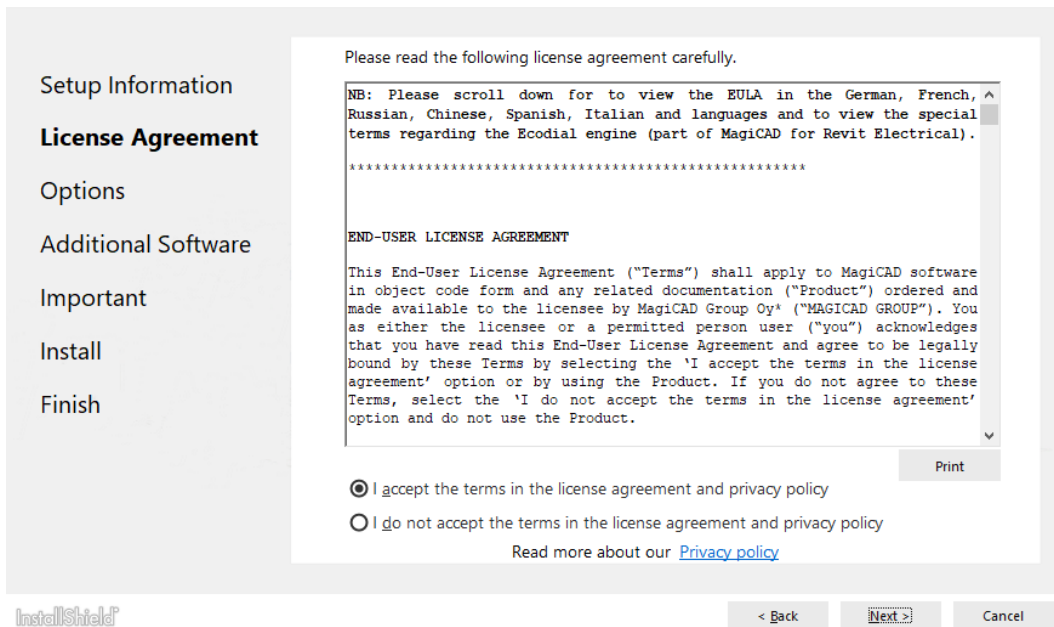 Please read the following license agreement carefully.
Setup Information
License Agreement
Options
Additional Software
Important
Install
Finish
NB: Please scroll down for to view the EULA in the German, French,
Russian, Chinese, Spanish, Italian and languages and to view the special
terms regarding the Ecodial engine (part of MagiCAD for Revit Electrical).
******************************************************
END-USER LICENSE AGREEMENT
This End-User License Agreement (“Terms”) shall apply to MagiCAD software
in object code form and any related documentation (“Product”) ordered and
made available to the licensee by MagiCAD Group Oy* (“MAGICAD GROUP”). You
as either the licensee or a permitted person user (“you”) acknowledges
that you have read this End-User License Agreement and agree to be legally
bound by these Terms by selecting the ‘I accept the terms in the license
agreement’ option or by using the Product. If you do not agree to these
Terms, select the ‘I do not accept the terms in the license agreement’
option and do not use the Product.
Print
I accept the terms in the license agreement and privacy policy
I do not accept the terms in the license agreement and privacy policy
Read more about our Privacy policy
InstallShield
< Back
Next >
Cancel